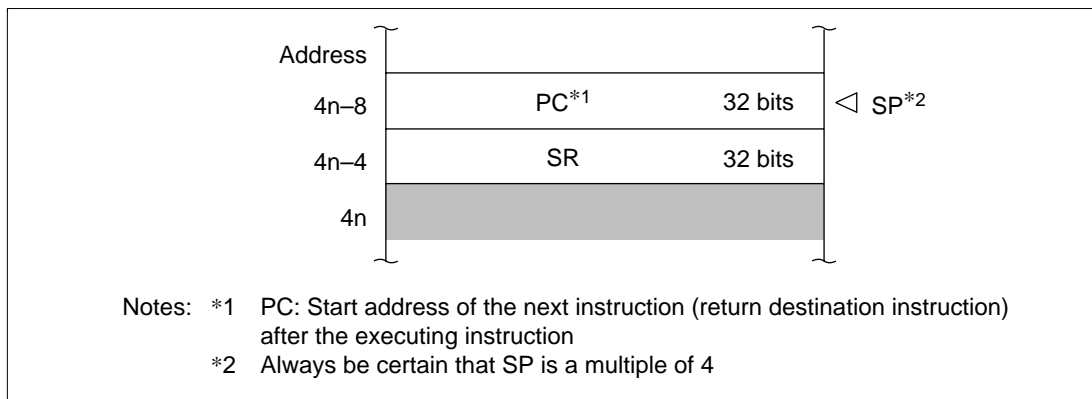 Address
4n–8 PC*1 32 bits ◁ SP*2
4n–4 SR 32 bits
4n
Notes: *1 PC: Start address of the next instruction (return destination instruction)
after the executing instruction
*2 Always be certain that SP is a multiple of 4